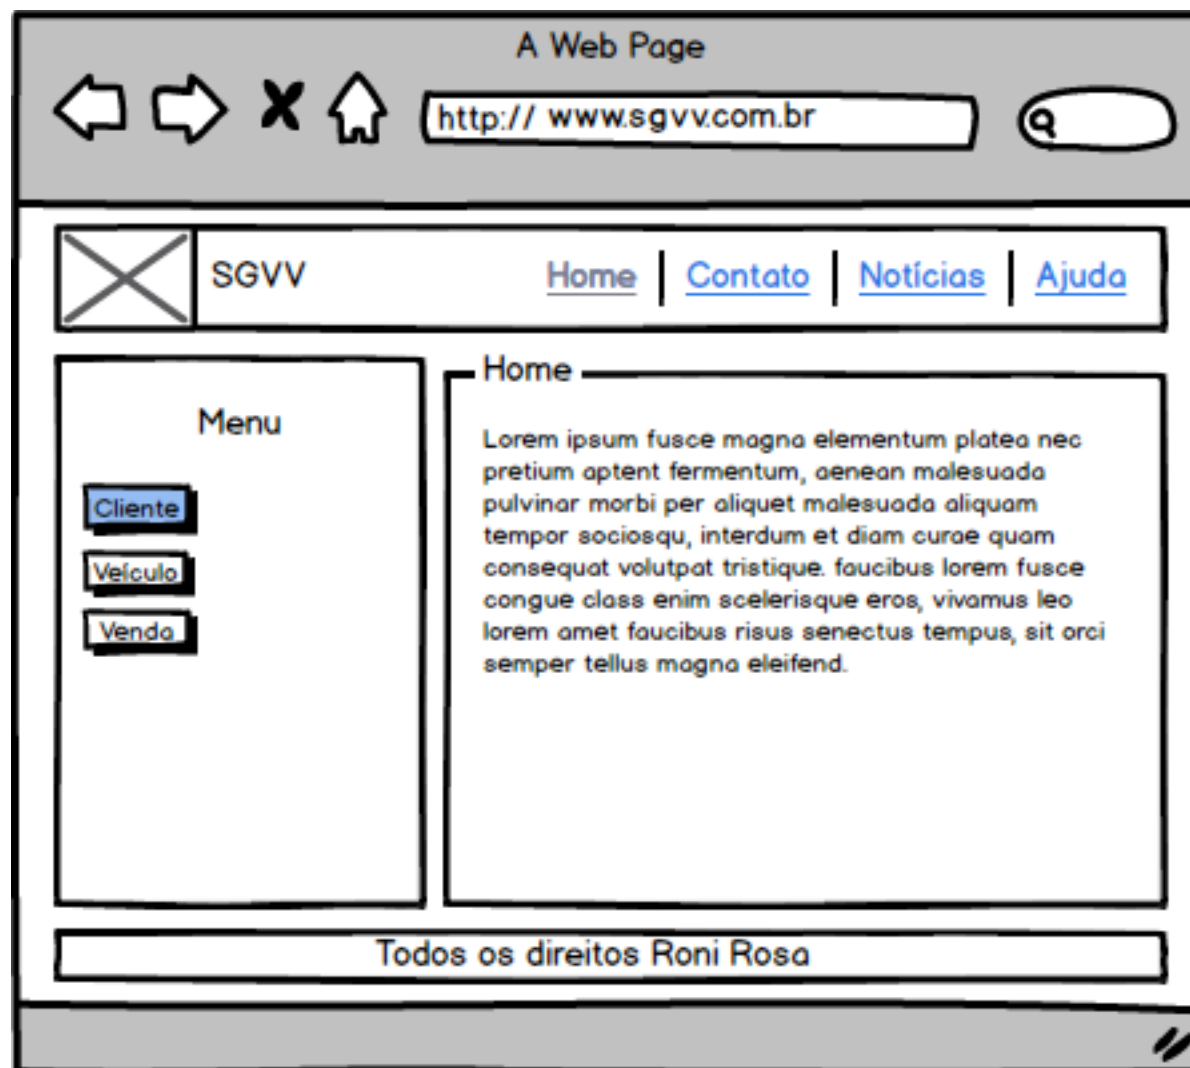 A Web Page
http:// www.sgvv.com.br
SGVV
Home | Contato | Notícias | Ajuda
Menu
Cliente
Veículo
Venda
Home
Lorem ipsum fusce magna elementum platea nec
pretium aptent fermentum, aenean malesuada
pulvinar morbi per aliquet malesuada aliquam
tempor sociosqu, interdum et diam curae quam
consequat volutpat tristique. faucibus lorem fusce
congue class enim scelerisque eros, vivamus leo
lorem amet faucibus risus senectus tempus, sit orci
semper tellus magna eleifend.
Todos os direitos Roni Rosa